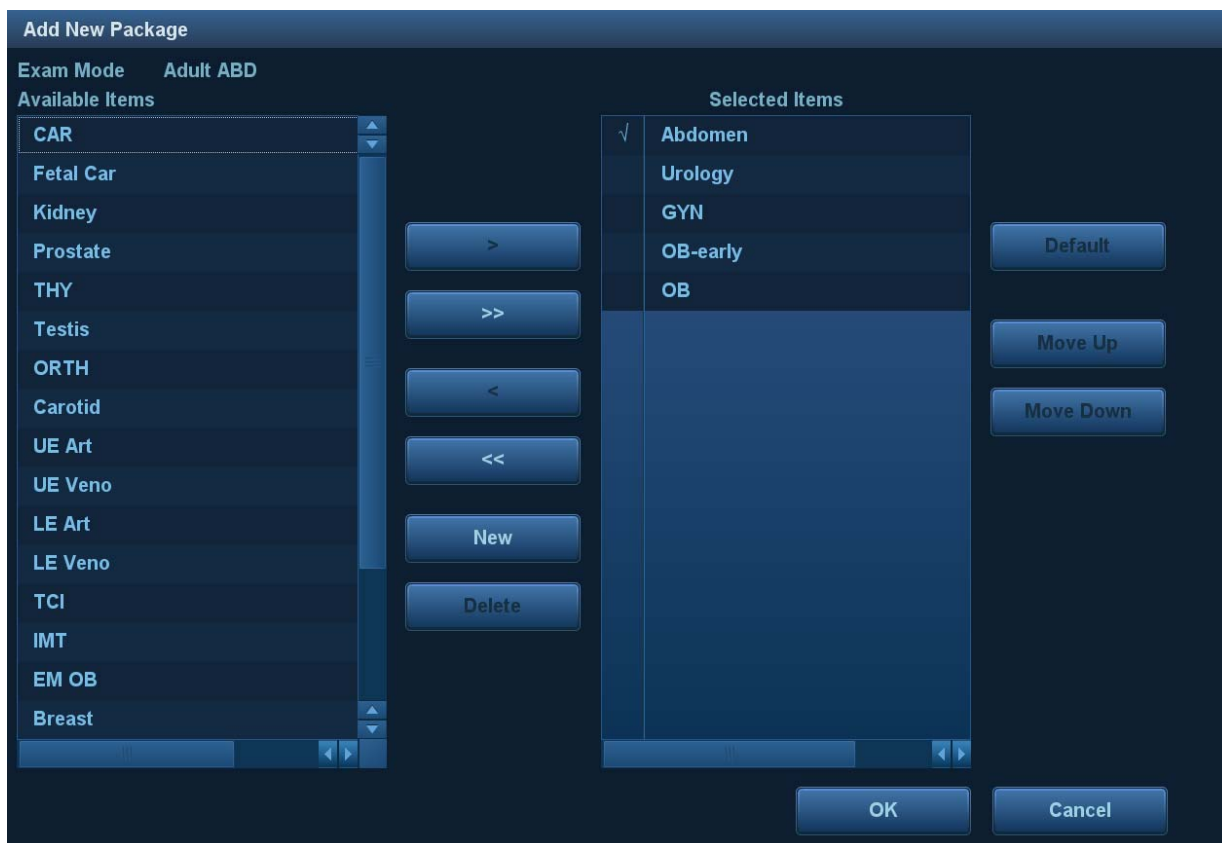 Add New Package
Exam Mode Adult ABD
Available Items
CAR
Fetal Car
Kidney
Prostate
THY
Testis
ORTH
Carotid
UE Art
UE Veno
LE Art
LE Veno
TCI
IMT
EM OB
Breast
>
>>
<
<<
New
Delete
Selected Items
√ Abdomen
Urology
GYN
OB-early
OB
Default
Move Up
Move Down
OK
Cancel